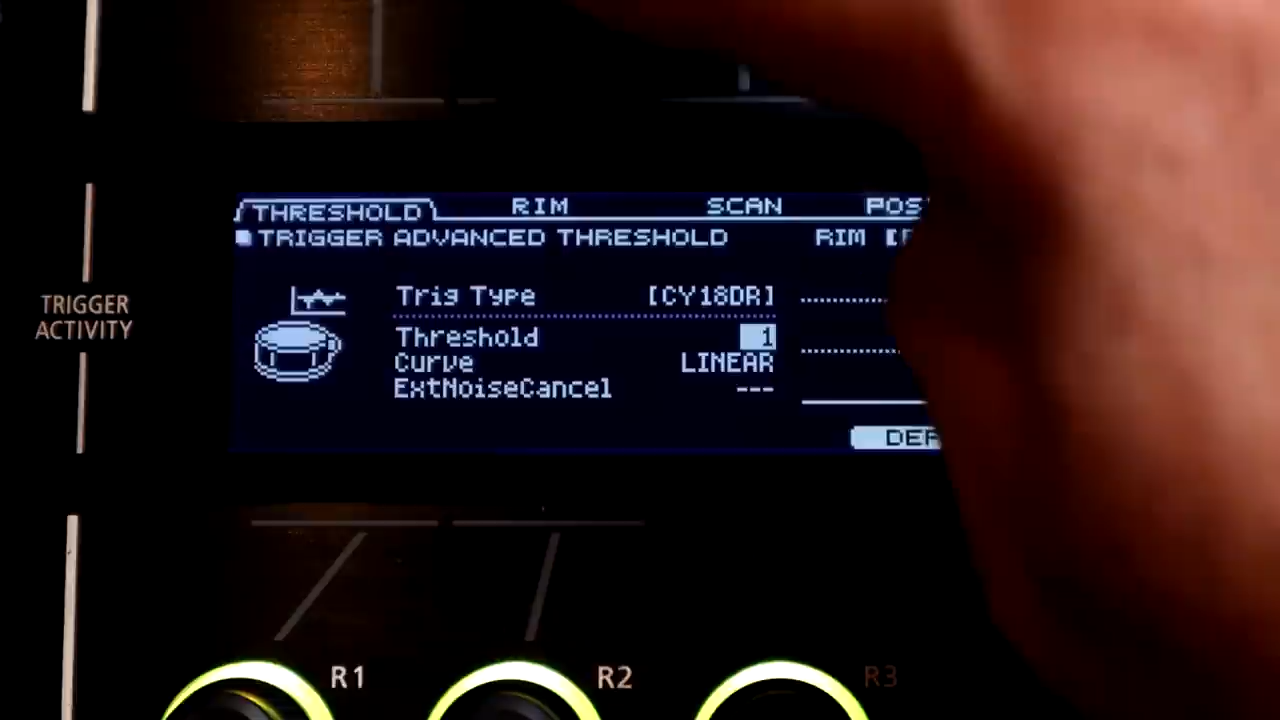 THRESHOLD RIM SCAN
TRIGGER ADVANCED THRESHOLD RIM
Trig Type [CY18DR]
Threshold 1
Curve LINEAR
ExtNoiseCancel ---
TRIGGER
ACTIVITY
R1 R2 R3